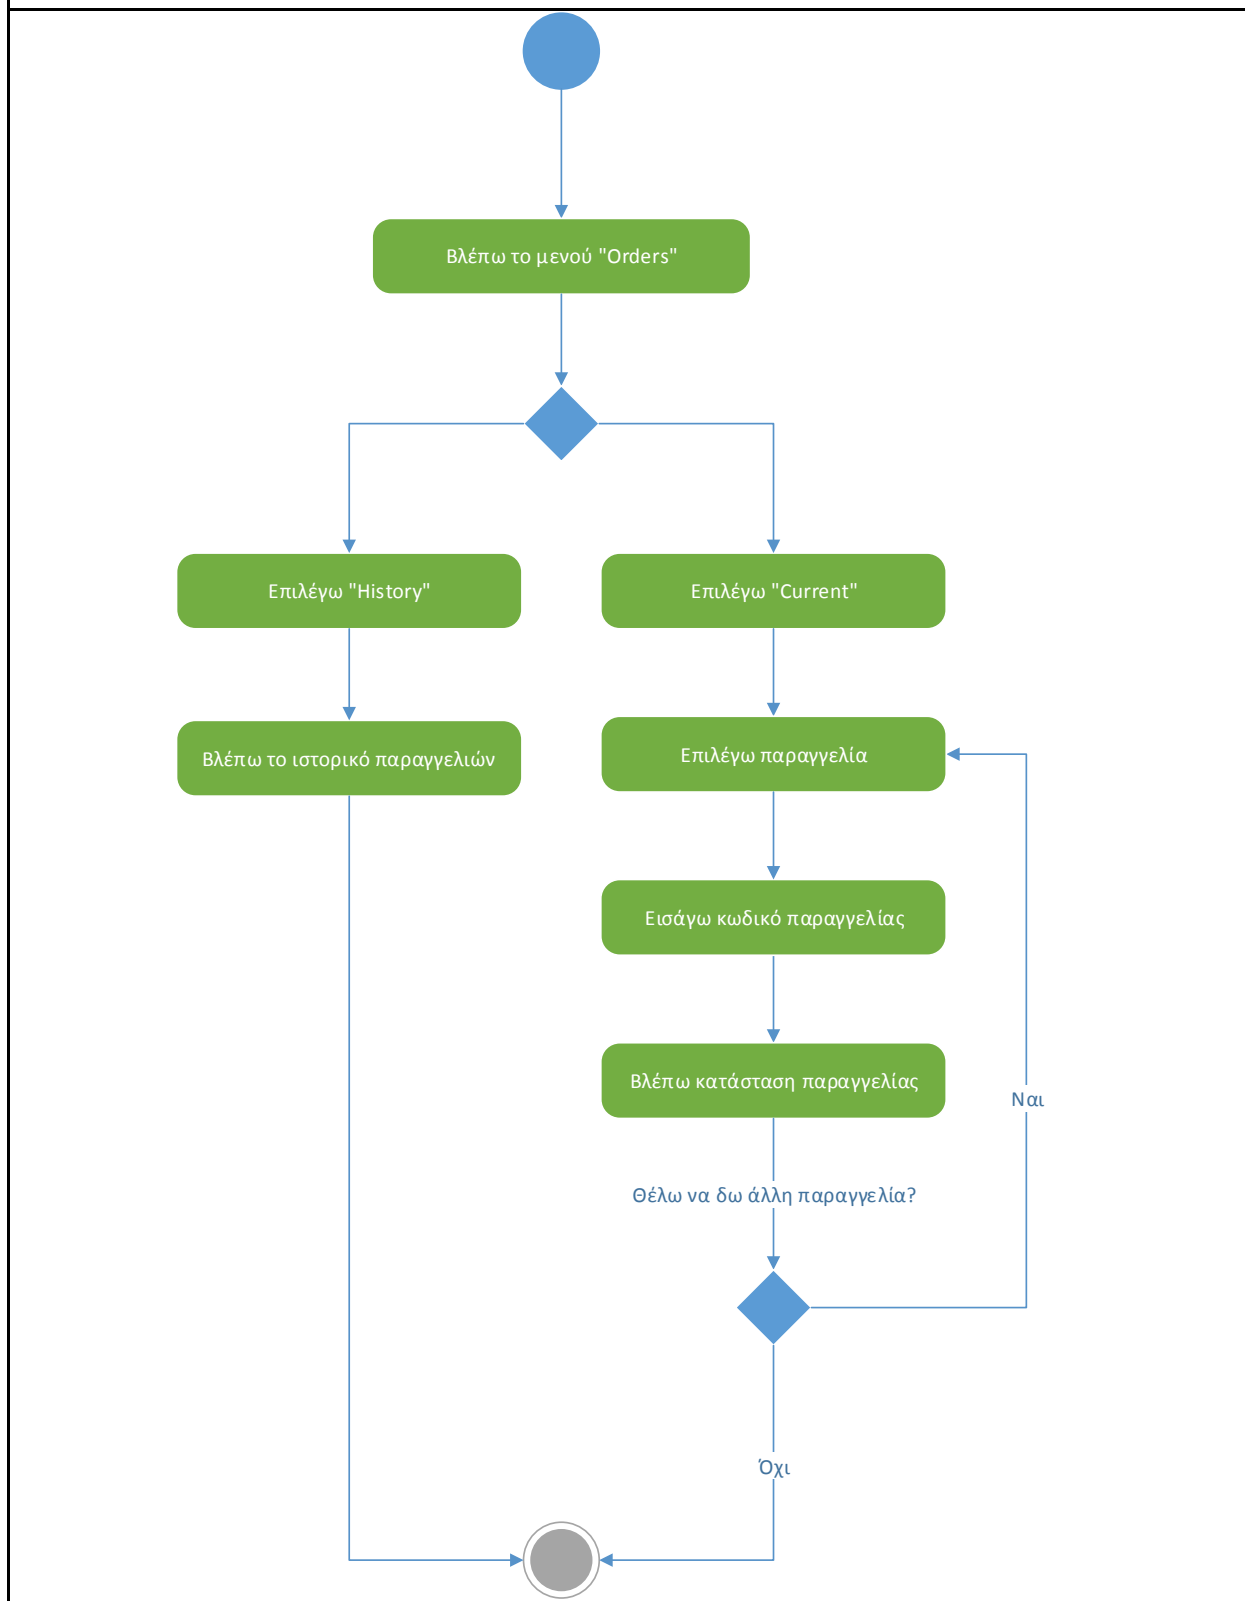 Βλέπω το μενού "Orders"
Επιλέγω "History"
Επιλέγω "Current"
Βλέπω το ιστορικό παραγγελιών
Επιλέγω παραγγελία
Εισάγω κωδικό παραγγελίας
Βλέπω κατάσταση παραγγελίας
Ναι
Θέλω να δω άλλη παραγγελία?
Όχι